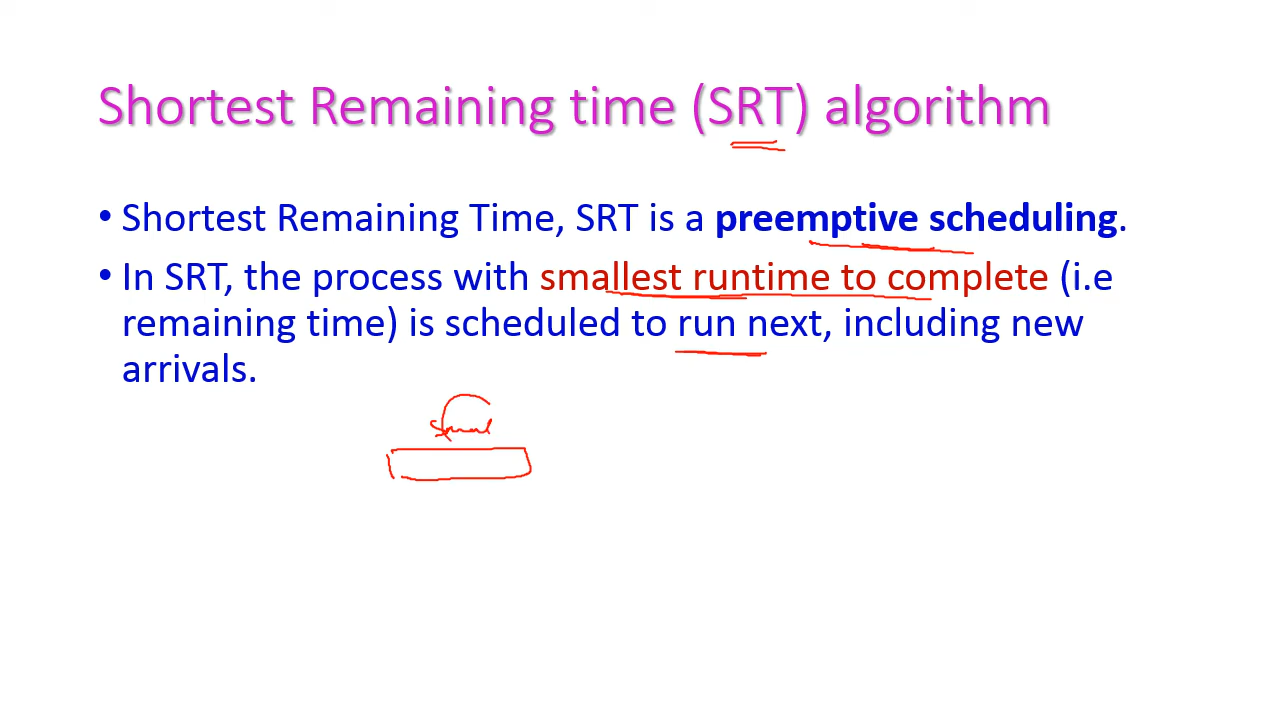 Shortest Remaining time (SRT) algorithm
• Shortest Remaining Time, SRT is a preemptive scheduling.
• In SRT, the process with smallest runtime to complete (i.e
remaining time) is scheduled to run next, including new
arrivals.